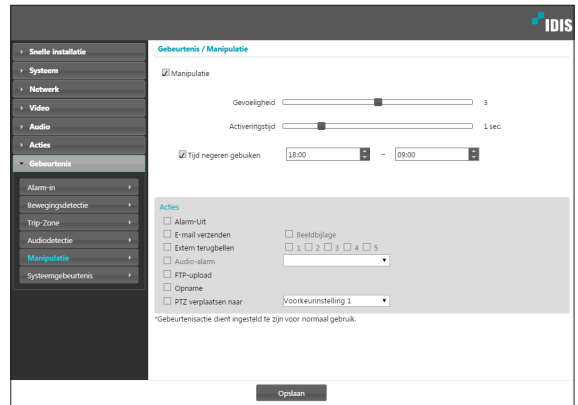 IDIS
Snelle installatie
Systeem
Netwerk
Video
Audio
Acties
Gebeurtenis
Alarm-in
Bewegingsdetectie
Trip-Zone
Audiodetectie
Manipulatie
Systeemgebeurtenis
Gebeurtenis / Manipulatie
Manipulatie
Gevoeligheid 3
Activeringstijd 1 sec.
Tijd negeren gebuiken 18:00 ~ 09:00
Acties
Alarm-Uit
E-mail verzenden Beeldbijlage
Extern terugbellen 1 2 3 4 5
Audio-alarm
FTP-upload
Opname
PTZ verplaatsen naar Voorkeurinstelling 1
*Gebeurtenisactie dient ingesteld te zijn voor normaal gebruik.
Opslaan